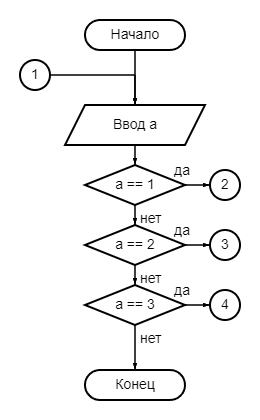 Начало
1
Ввод a
a == 1
да
2
нет
a == 2
да
3
нет
a == 3
да
4
нет
Конец